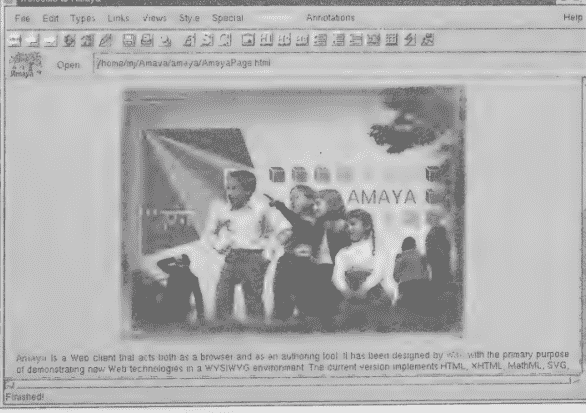 Welcome to Amaya
File Edit Types Links Views Style Special Annotations Help
Amaya Open /home/mj/Amaya/amaya/AmayaPage.html
AMAYA
Amaya is a Web client that acts both as a browser and as an authoring tool. It has been designed by with the primary purpose
of demonstrating new Web technologies in a WYSIWYG environment. The current version implements HTML, XHTML, MathML, SVG,
Finished!